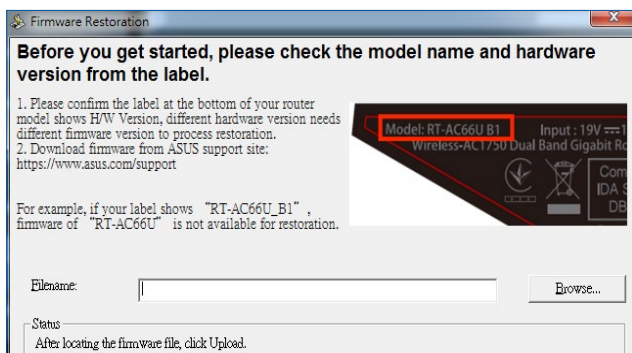 Firmware Restoration
Before you get started, please check the model name and hardware
version from the label.
1. Please confirm the label at the bottom of your router
model shows H/W Version, different hardware version needs
different firmware version to process restoration.
2. Download firmware from ASUS support site:
https://www.asus.com/support
For example, if your label shows “RT-AC66U_B1” ,
firmware of “RT-AC66U” is not available for restoration.
Model: RT-AC66U B1 Input : 19V
Wireless-AC1750 Dual Band Gigabit
Com
IDA S
DB
Filename:
Browse...
Status
After locating the firmware file, click Upload.